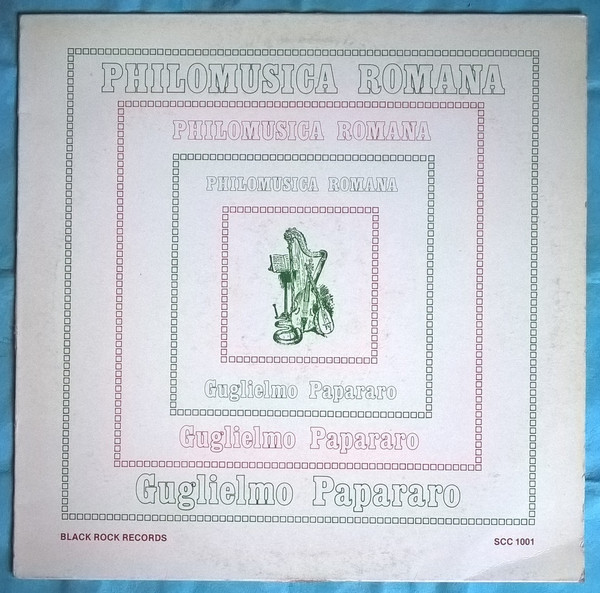 PHILOMUSICA ROMANA
PHILOMUSICA ROMANA
PHILOMUSICA ROMANA
Guglielmo Papararo
Guglielmo Papararo
Guglielmo Papararo
BLACK ROCK RECORDS
SCC 1001